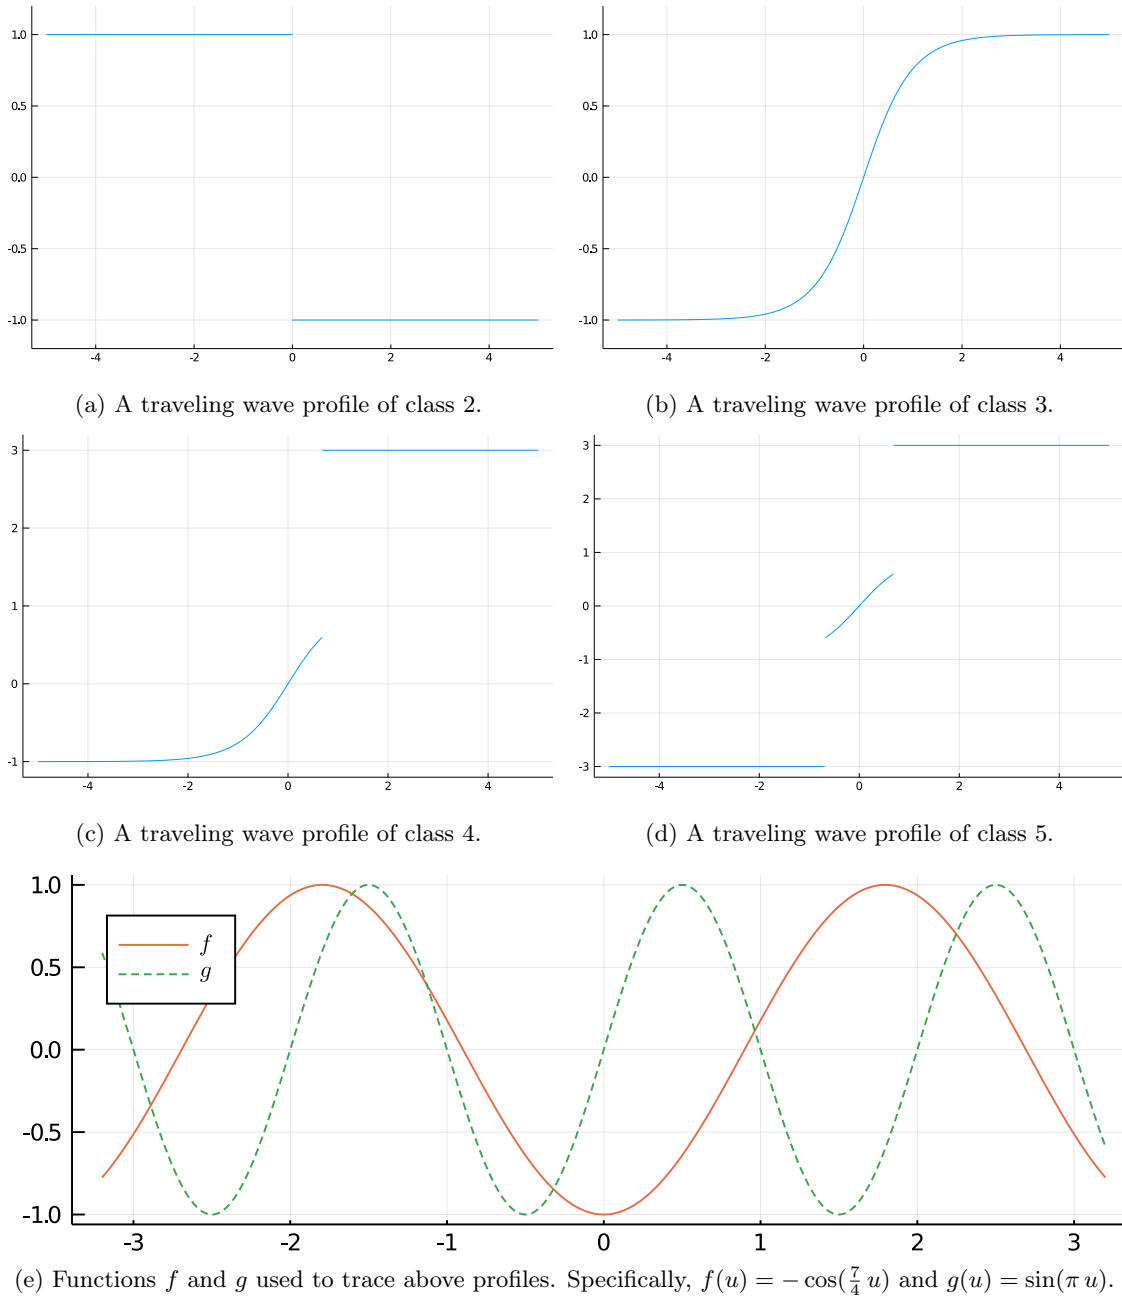 1.0
0.5
0.0
-0.5
-1.0
-4 -2 0 2 4
(a) A traveling wave profile of class 2.
1.0
0.5
0.0
-0.5
-1.0
-4 -2 0 2 4
(b) A traveling wave profile of class 3.
3
2
1
0
-1
-4 -2 0 2 4
(c) A traveling wave profile of class 4.
3
2
1
0
-1
-2
-3
-4 -2 0 2 4
(d) A traveling wave profile of class 5.
1.0
0.5
0.0
-0.5
-1.0
f
g
-3 -2 -1 0 1 2 3
(e) Functions f and g used to trace above profiles. Specifically, f(u) = − cos(7/4 u) and g(u) = sin(π u).